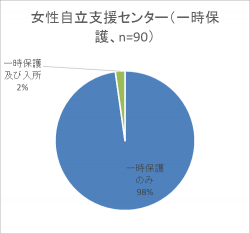 女性自立支援センター（一時保
護、n=90）
一時保護
及び入所
2%
一時保護
のみ
98%